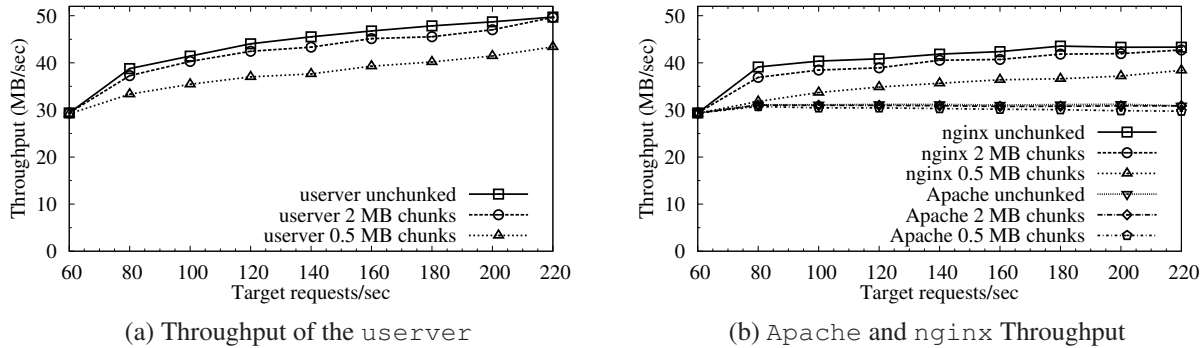 50
40
30
20
10
0
Throughput (MB/sec)
userver unchunked
userver 2 MB chunks
userver 0.5 MB chunks
60 80 100 120 140 160 180 200 220
Target requests/sec
(a) Throughput of the userver
50
40
30
20
10
0
Throughput (MB/sec)
nginx unchunked
nginx 2 MB chunks
nginx 0.5 MB chunks
Apache unchunked
Apache 2 MB chunks
Apache 0.5 MB chunks
60 80 100 120 140 160 180 200 220
Target requests/sec
(b) Apache and nginx Throughput